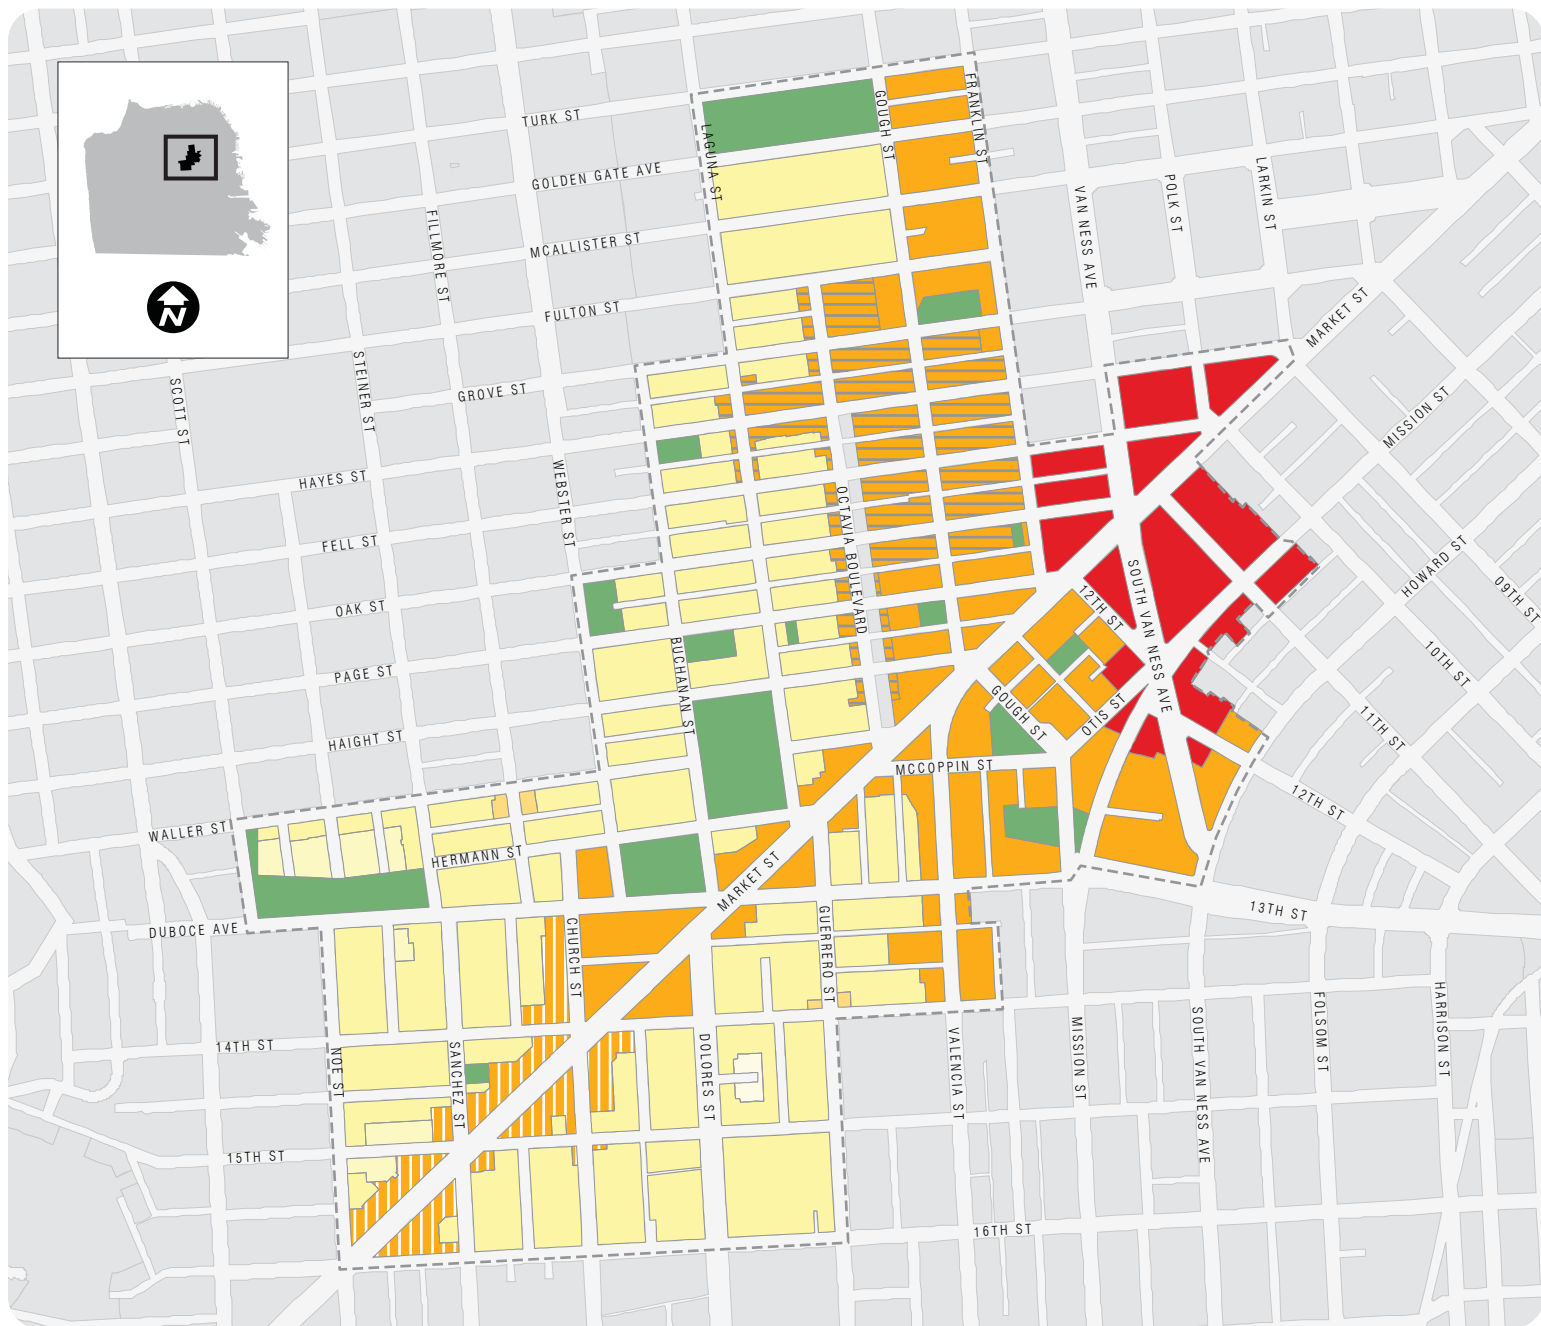 TURK ST
GOLDEN GATE AVE
MCALLISTER ST
FULTON ST
GROVE ST
HAYES ST
FELL ST
OAK ST
PAGE ST
HAIGHT ST
WALLER ST
HERMANN ST
DUBOCE AVE
14TH ST
15TH ST
16TH ST
N
SCOTT ST
STEINER ST
FILLMORE ST
WEBSTER ST
BUCHANAN ST
LAGUNA ST
OCTAVIA BOULEVARD
GOUGH ST
FRANKLIN ST
VAN NESS AVE
POLK ST
LARKIN ST
MARKET ST
MISSION ST
HOWARD ST
09TH ST
10TH ST
11TH ST
12TH ST
12TH ST
SOUTH VAN NESS AVE
GOUGH ST
OTIS ST
MCCOPPIN ST
MARKET ST
13TH ST
CHURCH ST
GUERRERO ST
NOE ST
SANCHEZ ST
DOLORES ST
VALENCIA ST
MISSION ST
SOUTH VAN NESS AVE
FOLSOM ST
HARRISON ST